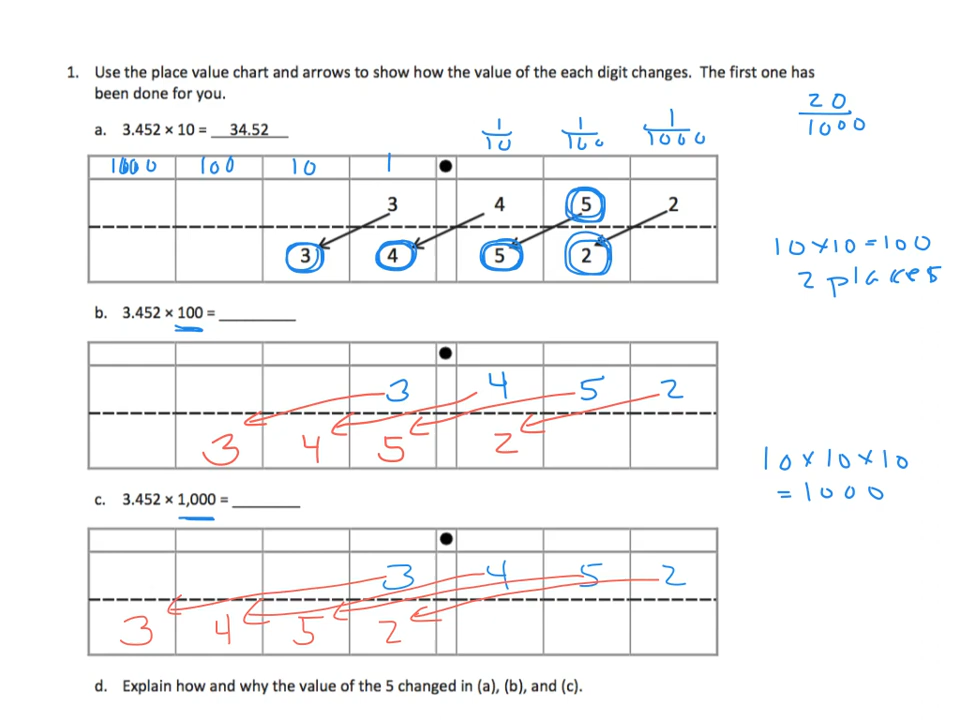 1. Use the place value chart and arrows to show how the value of the each digit changes. The first one has
been done for you.
20
1000
a. 3.452 × 10 = 34.52
1/10 1/100 1/1000
1000 100 10 1 •
3 4 5 2
3 4 5 2
10 × 10 = 100
2 places
b. 3.452 × 100 = ________
•
3 4 5 2
3 4 5 2
10 × 10 × 10
= 1000
c. 3.452 × 1,000 = ________
•
3 4 5 2
3 4 5 2
d. Explain how and why the value of the 5 changed in (a), (b), and (c).